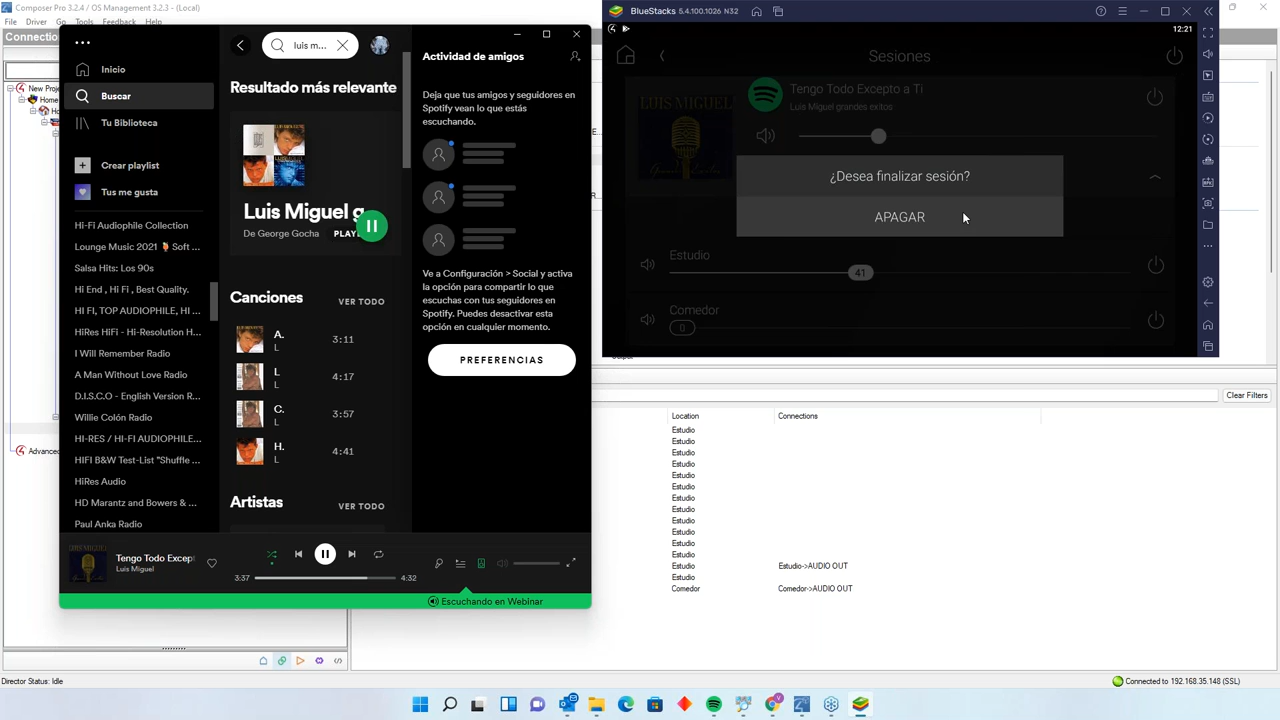 Composer Pro 3.2.4 / OS Management 3.2.3 - (Local)
File Driver Go Tools Feedback Help
Connectio
New Proj
Home
Advanced
Inicio
Buscar
Tu Biblioteca
Crear playlist
Tus me gusta
Hi-Fi Audiophile Collection
Lounge Music 2021 🌹 Soft ...
Salsa Hits: Los 90s
Hi End , Hi Fi , Best Quality.
HI FI, TOP AUDIOPHILE, HI ...
HiRes HiFi - Hi-Resolution H...
I Will Remember Radio
A Man Without Love Radio
D.I.S.C.O - English Version R...
Willie Colón Radio
HI-RES / HI-FI AUDIOPHILE...
HIFI B&W Test-List "Shuffle ...
HiRes Audio
HD Marantz and Bowers & ...
Paul Anka Radio
luis m...
Resultado más relevante
Luis Miguel g
De George Gocha PLAY
Canciones VER TODO
A. 3:11
L
L 4:17
L
C. 3:57
L
H. 4:41
L
Artistas VER TODO
Actividad de amigos
Deja que tus amigos y seguidores en
Spotify vean lo que estás
escuchando.
Ve a Configuración > Social y activa
la opción para compartir lo que
escuchas con tus seguidores en
Spotify. Puedes desactivar esta
opción en cualquier momento.
PREFERENCIAS
Tengo Todo Except
Luis Miguel
3:37 4:32
Escuchando en Webinar
BlueStacks 5.4.100.1026 N32
12:21
Sesiones
LUIS MIGUEL
Tengo Todo Excepto a Ti
Luis Miguel grandes exitos
¿Desea finalizar sesión?
APAGAR
Estudio
41
Comedor
0
Clear Filters
Location Connections
Estudio
Estudio
Estudio
Estudio
Estudio
Estudio
Estudio
Estudio
Estudio
Estudio
Estudio
Estudio
Estudio Estudio->AUDIO OUT
Estudio
Comedor Comedor->AUDIO OUT
Director Status: Idle
Connected to 192.168.35.148 (SSL)